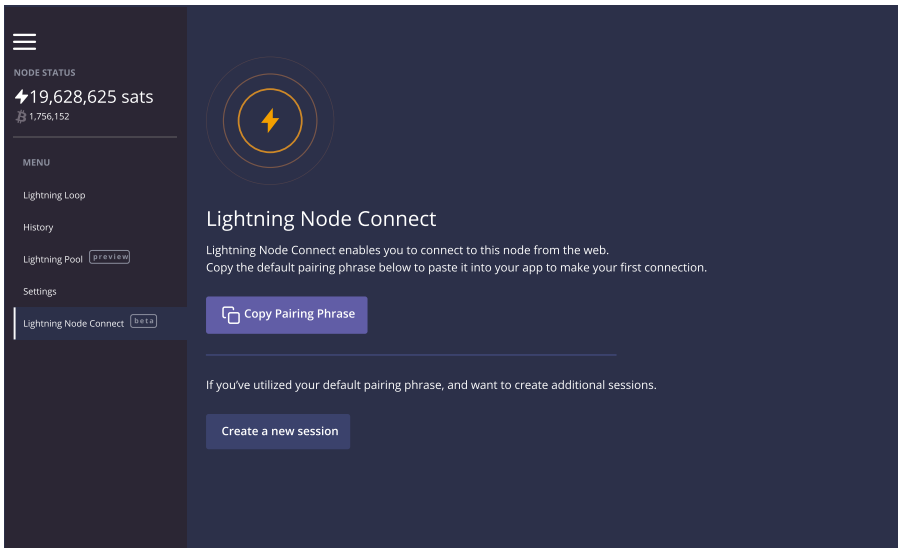 NODE STATUS
19,628,625 sats
1,756,152
MENU
Lightning Loop
History
Lightning Pool preview
Settings
Lightning Node Connect beta
Lightning Node Connect
Lightning Node Connect enables you to connect to this node from the web.
Copy the default pairing phrase below to paste it into your app to make your first connection.
Copy Pairing Phrase
If you’ve utilized your default pairing phrase, and want to create additional sessions.
Create a new session